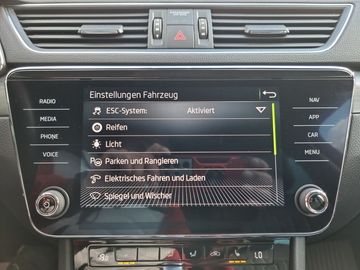 Einstellungen Fahrzeug
RADIO
MEDIA
PHONE
VOICE
ESC-System: Aktiviert
Reifen
Licht
Parken und Rangieren
Elektrisches Fahren und Laden
Spiegel und Wischer
NAV
APP
CAR
MENU